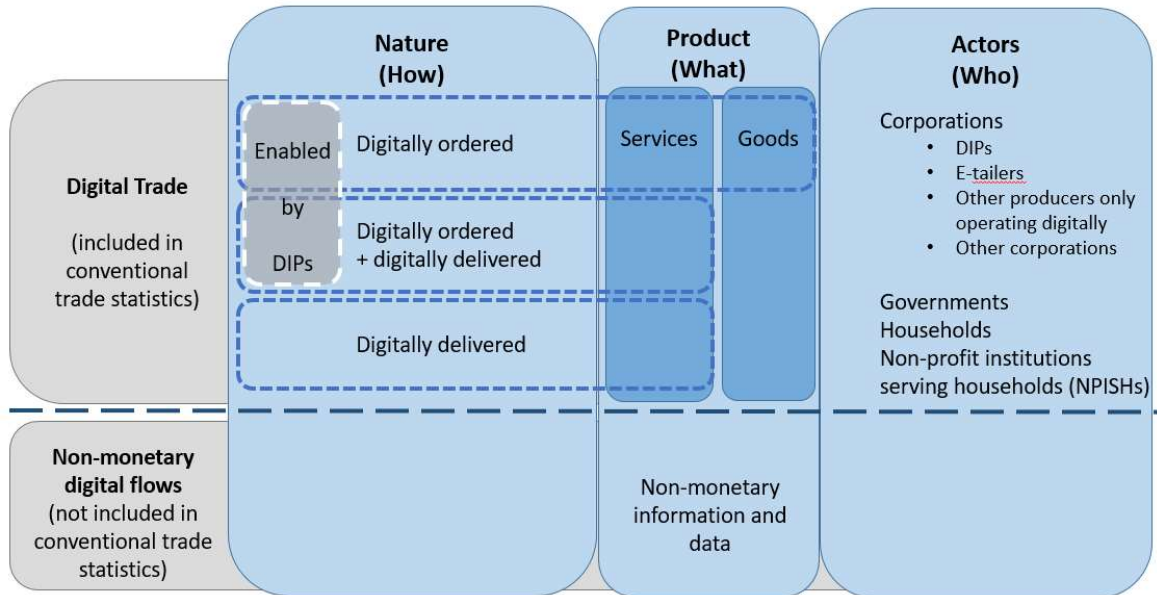 Nature
(How)
Product
(What)
Actors
(Who)
Digital Trade
(included in
conventional
trade statistics)
Enabled
by
DIPs
Digitally ordered
Digitally ordered
+ digitally delivered
Digitally delivered
Services
Goods
Corporations
• DIPs
• E-tailers
• Other producers only
operating digitally
• Other corporations
Governments
Households
Non-profit institutions
serving households (NPISHs)
Non-monetary
digital flows
(not included in
conventional trade
statistics)
Non-monetary
information and
data